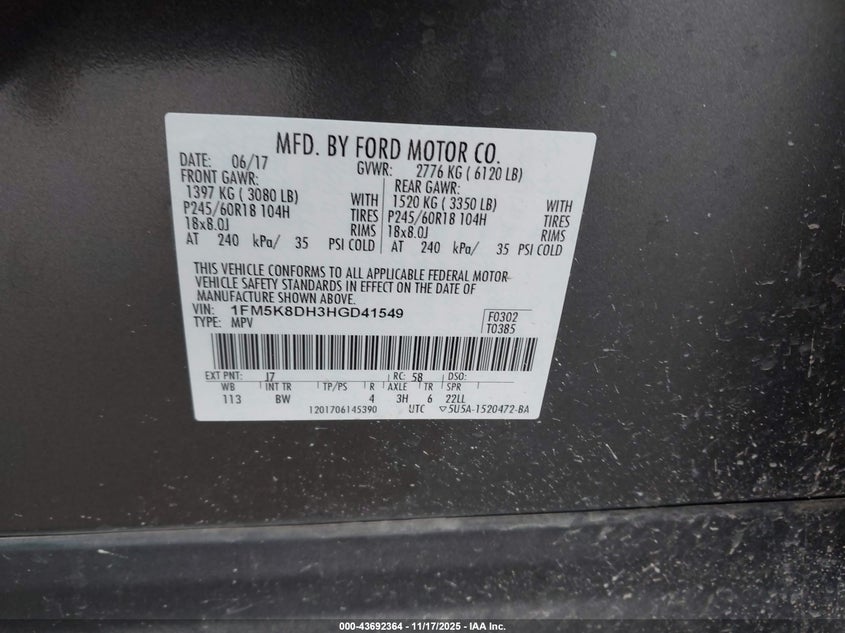 MFD. BY FORD MOTOR CO.
DATE: 06/17 GVWR: 2776 KG ( 6120 LB)
FRONT GAWR: REAR GAWR:
1397 KG ( 3080 LB) WITH 1520 KG ( 3350 LB) WITH
P245/60R18 104H TIRES P245/60R18 104H TIRES
18x8.0J RIMS 18x8.0J RIMS
AT 240 kPa/ 35 PSI COLD AT 240 kPa/ 35 PSI COLD
THIS VEHICLE CONFORMS TO ALL APPLICABLE FEDERAL MOTOR
VEHICLE SAFETY STANDARDS IN EFFECT ON THE DATE OF
MANUFACTURE SHOWN ABOVE.
VIN: 1FM5K8DH3HGD41549 F0302
TYPE: MPV T0385
EXT PNT: J7 RC: 58 DSO:
WB INT TR TP/PS R AXLE TR SPR
113 BW 4 3H 6 22LL
1201706145390 UTC ▽5U5A-1520472-BA
000-43692364 - 11/17/2025 - IAA Inc.